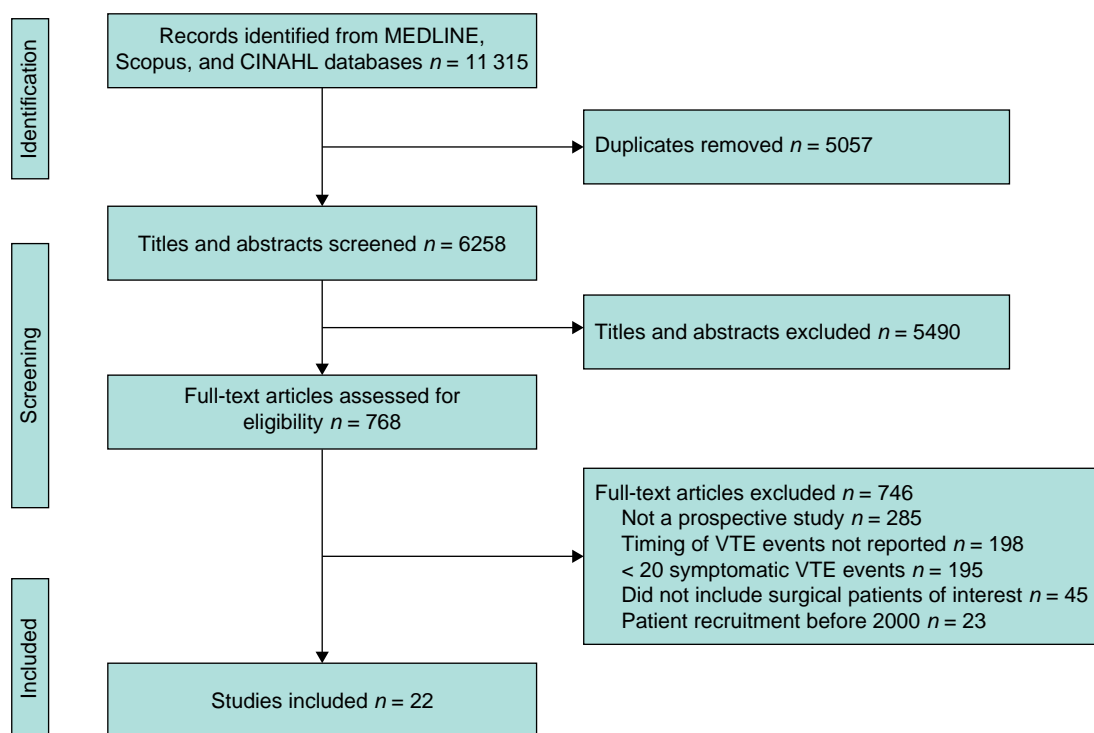 Identification
Records identified from MEDLINE,
Scopus, and CINAHL databases n = 11 315
Duplicates removed n = 5057
Screening
Titles and abstracts screened n = 6258
Titles and abstracts excluded n = 5490
Full-text articles assessed for
eligibility n = 768
Full-text articles excluded n = 746
Not a prospective study n = 285
Timing of VTE events not reported n = 198
< 20 symptomatic VTE events n = 195
Did not include surgical patients of interest n = 45
Patient recruitment before 2000 n = 23
Included
Studies included n = 22